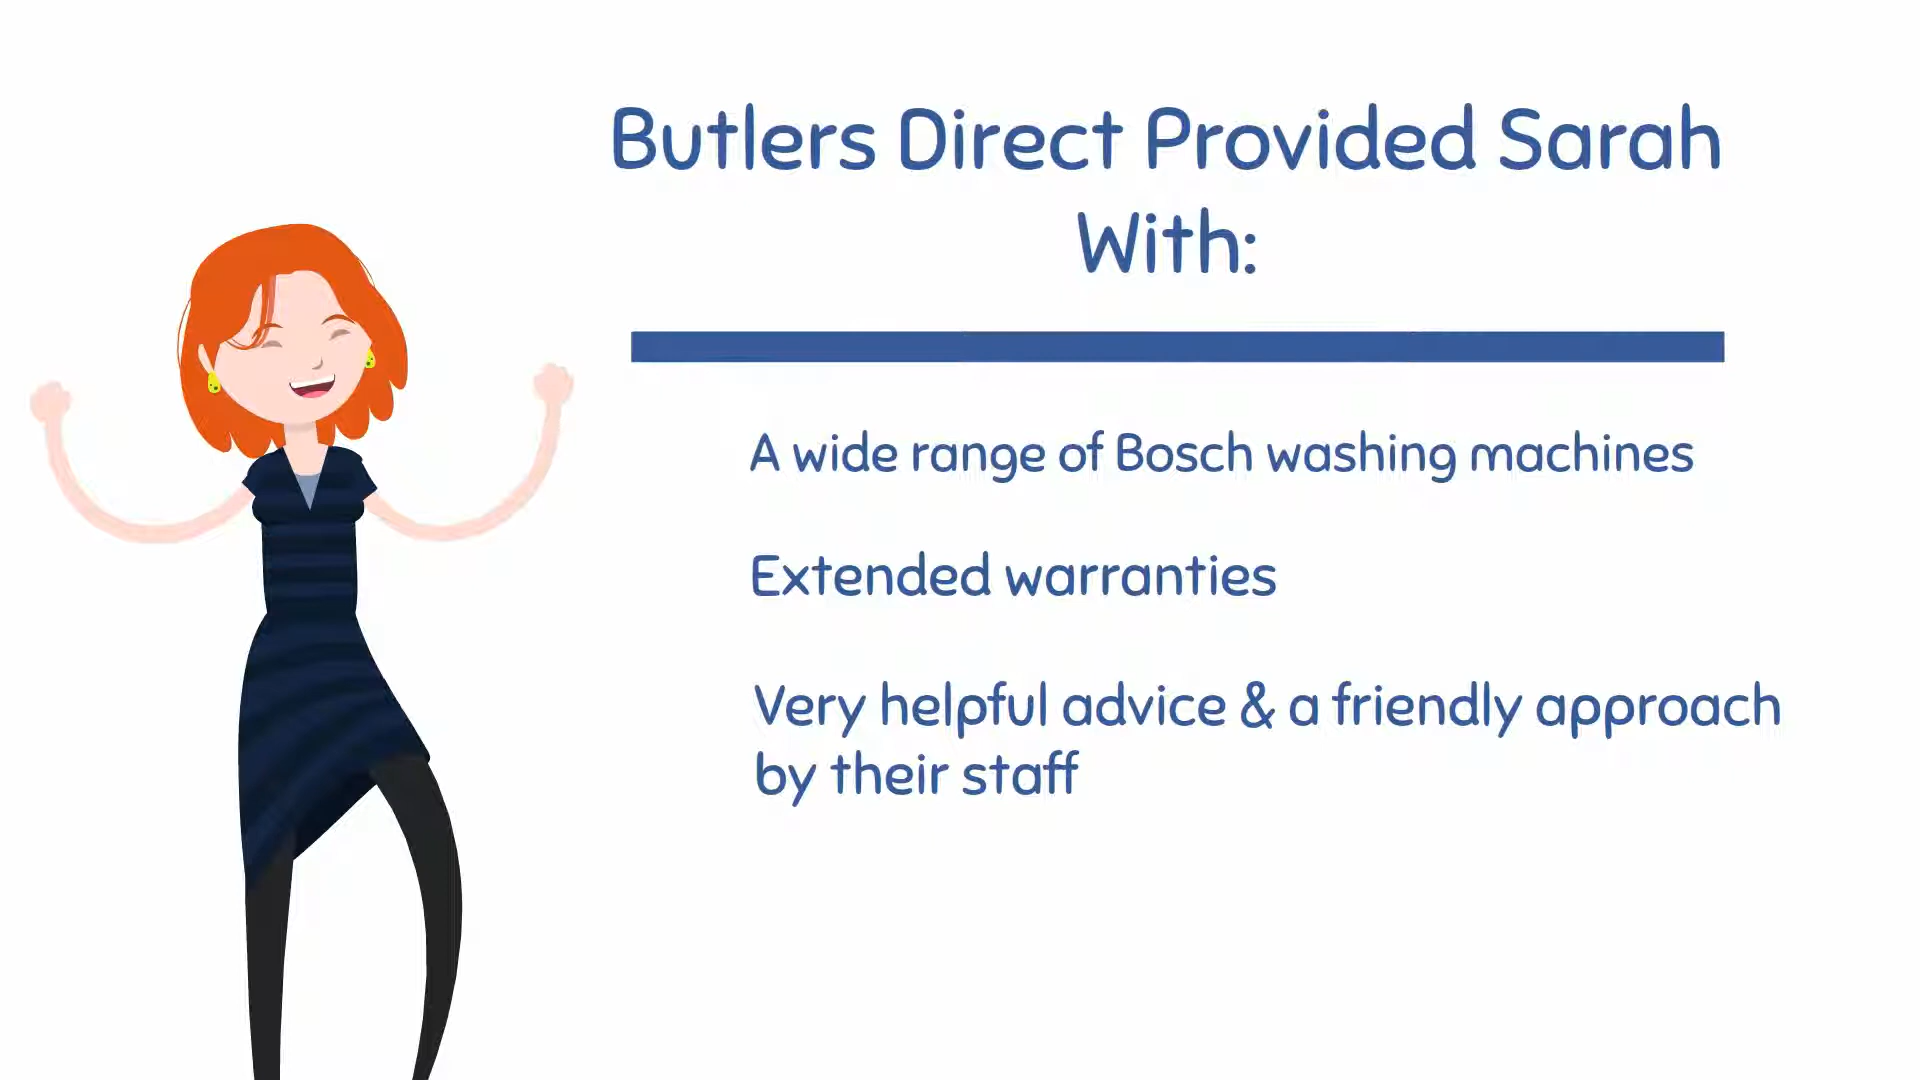 Butlers Direct Provided Sarah
With:
A wide range of Bosch washing machines
Extended warranties
Very helpful advice & a friendly approach
by their staff